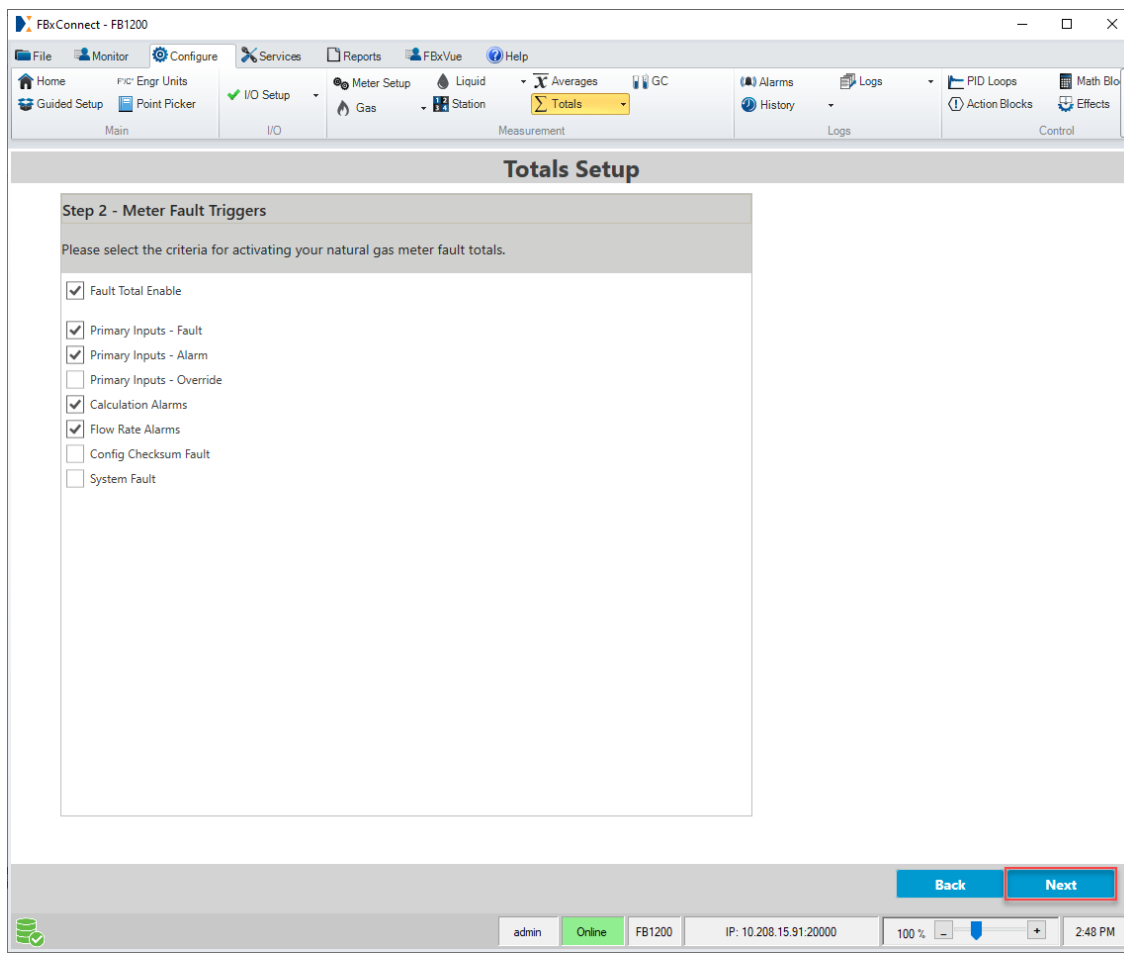 FBxConnect - FB1200
File Monitor Configure Services Reports FBxVue Help
Home F?C° Engr Units I/O Setup Meter Setup Liquid Averages GC Alarms Logs PID Loops Math Blo
Guided Setup Point Picker Gas Station Totals History Action Blocks Effects
Main I/O Measurement Logs Control
Totals Setup
Step 2 - Meter Fault Triggers
Please select the criteria for activating your natural gas meter fault totals.
Fault Total Enable
Primary Inputs - Fault
Primary Inputs - Alarm
Primary Inputs - Override
Calculation Alarms
Flow Rate Alarms
Config Checksum Fault
System Fault
Back Next
admin Online FB1200 IP: 10.208.15.91:20000 100 % - + 2:48 PM